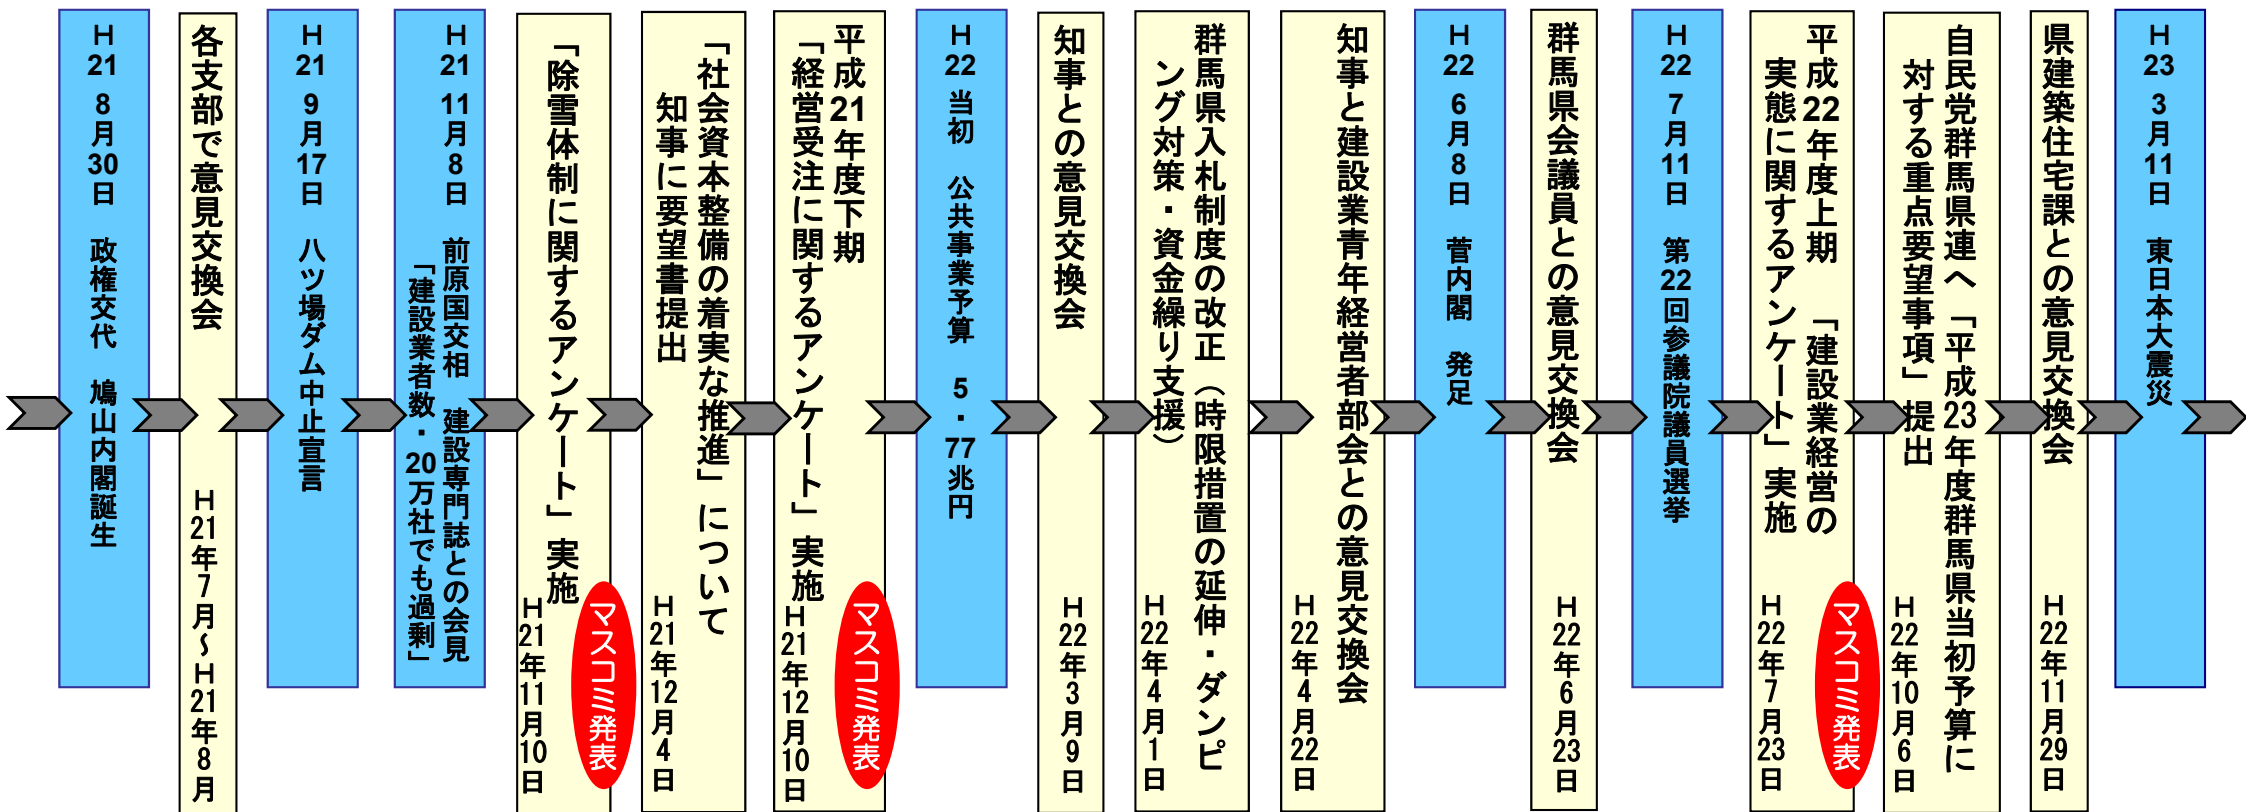 H21 8月30日 政権交代 鳩山内閣誕生
各支部で意見交換会
H21年7月~H21年8月
H21 9月17日 八ツ場ダム中止宣言
H21 11月8日 前原国交相 建設専門誌との会見
「建設業者数・20万社でも過剰」
「除雪体制に関するアンケート」実施
H21年11月10日
マスコミ発表
「社会資本整備の着実な推進」について
知事に要望書提出
H21年12月4日
平成21年度下期
「経営受注に関するアンケート」実施
H21年12月10日
マスコミ発表
H22 当初 公共事業予算 5・77兆円
知事との意見交換会
H22年3月9日
群馬県入札制度の改正(時限措置の延伸・ダンピ
ング対策・資金繰り支援)
H22年4月1日
知事と建設業青年経営者部会との意見交換会
H22年4月22日
H22 6月8日 菅内閣 発足
群馬県会議員との意見交換会
H22年6月23日
H22 7月11日 第22回参議院議員選挙
平成22年度上期 「建設業経営の
実態に関するアンケート」実施
H22年7月23日
マスコミ発表
自民党群馬県連へ「平成23年度群馬県当初予算に
対する重点要望事項」提出
H22年10月6日
県建築住宅課との意見交換会
H22年11月29日
H23 3月11日 東日本大震災